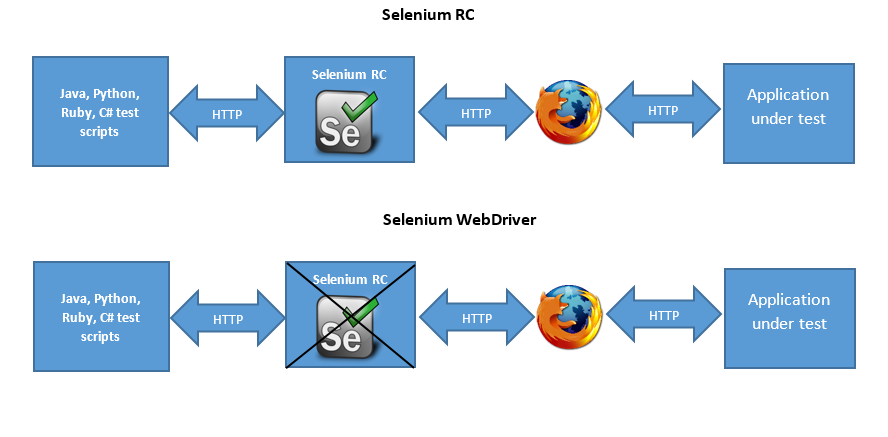 Selenium RC
Java, Python,
Ruby, C# test
scripts
HTTP
Selenium RC
Se
HTTP
HTTP
Application
under test
Selenium WebDriver
Java, Python,
Ruby, C# test
scripts
HTTP
Selenium RC
Se
HTTP
HTTP
Application
under test